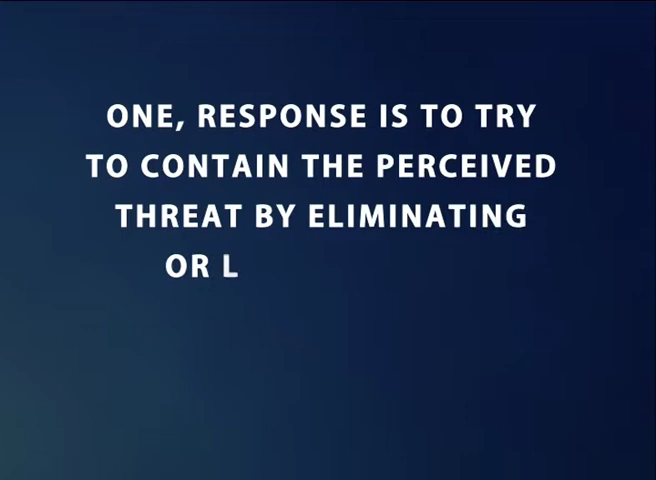 ONE, RESPONSE IS TO TRY
TO CONTAIN THE PERCEIVED
THREAT BY ELIMINATING
OR L